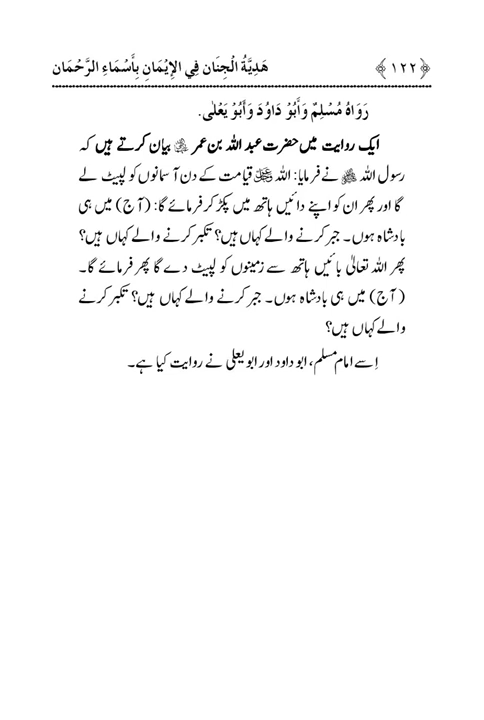 ﴿۱۲۲﴾ هَدِيَّةُ الْجِنَان فِي الإِيْمَانِ بِأَسْمَاءِ الرَّحْمَان
رَوَاهُ مُسْلِمٌ وَأَبُوْ دَاوُدَ وَأَبُوْ يَعْلٰى.
ایک روایت میں حضرت عبد اللہ بن عمر ؓ بیان کرتے ہیں کہ
رسول اللہ ﷺ نے فرمایا: اللہ عزوجل قیامت کے دن آسمانوں کو لپیٹ لے
گا اور پھر ان کو اپنے دائیں ہاتھ میں پکڑ کر فرمائے گا: (آج) میں ہی
بادشاہ ہوں۔ جبر کرنے والے کہاں ہیں؟ تکبر کرنے والے کہاں ہیں؟
پھر اللہ تعالیٰ بائیں ہاتھ سے زمینوں کو لپیٹ دے گا پھر فرمائے گا۔
(آج) میں ہی بادشاہ ہوں۔ جبر کرنے والے کہاں ہیں؟ تکبر کرنے
والے کہاں ہیں؟
اِسے امام مسلم، ابو داود اور ابو یعلی نے روایت کیا ہے۔